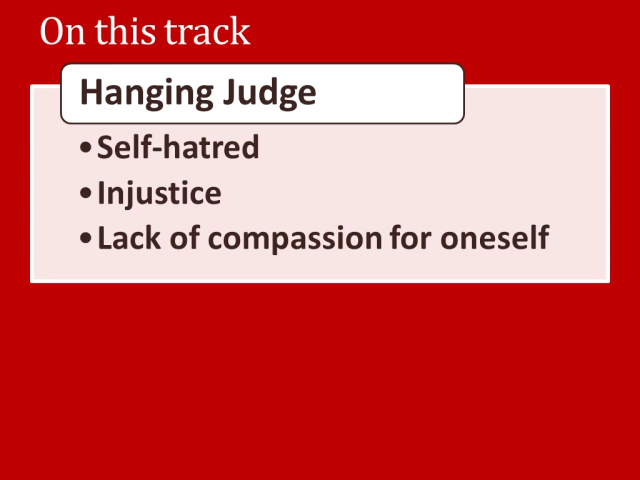 On this track
Hanging Judge
•Self-hatred
•Injustice
•Lack of compassion for oneself